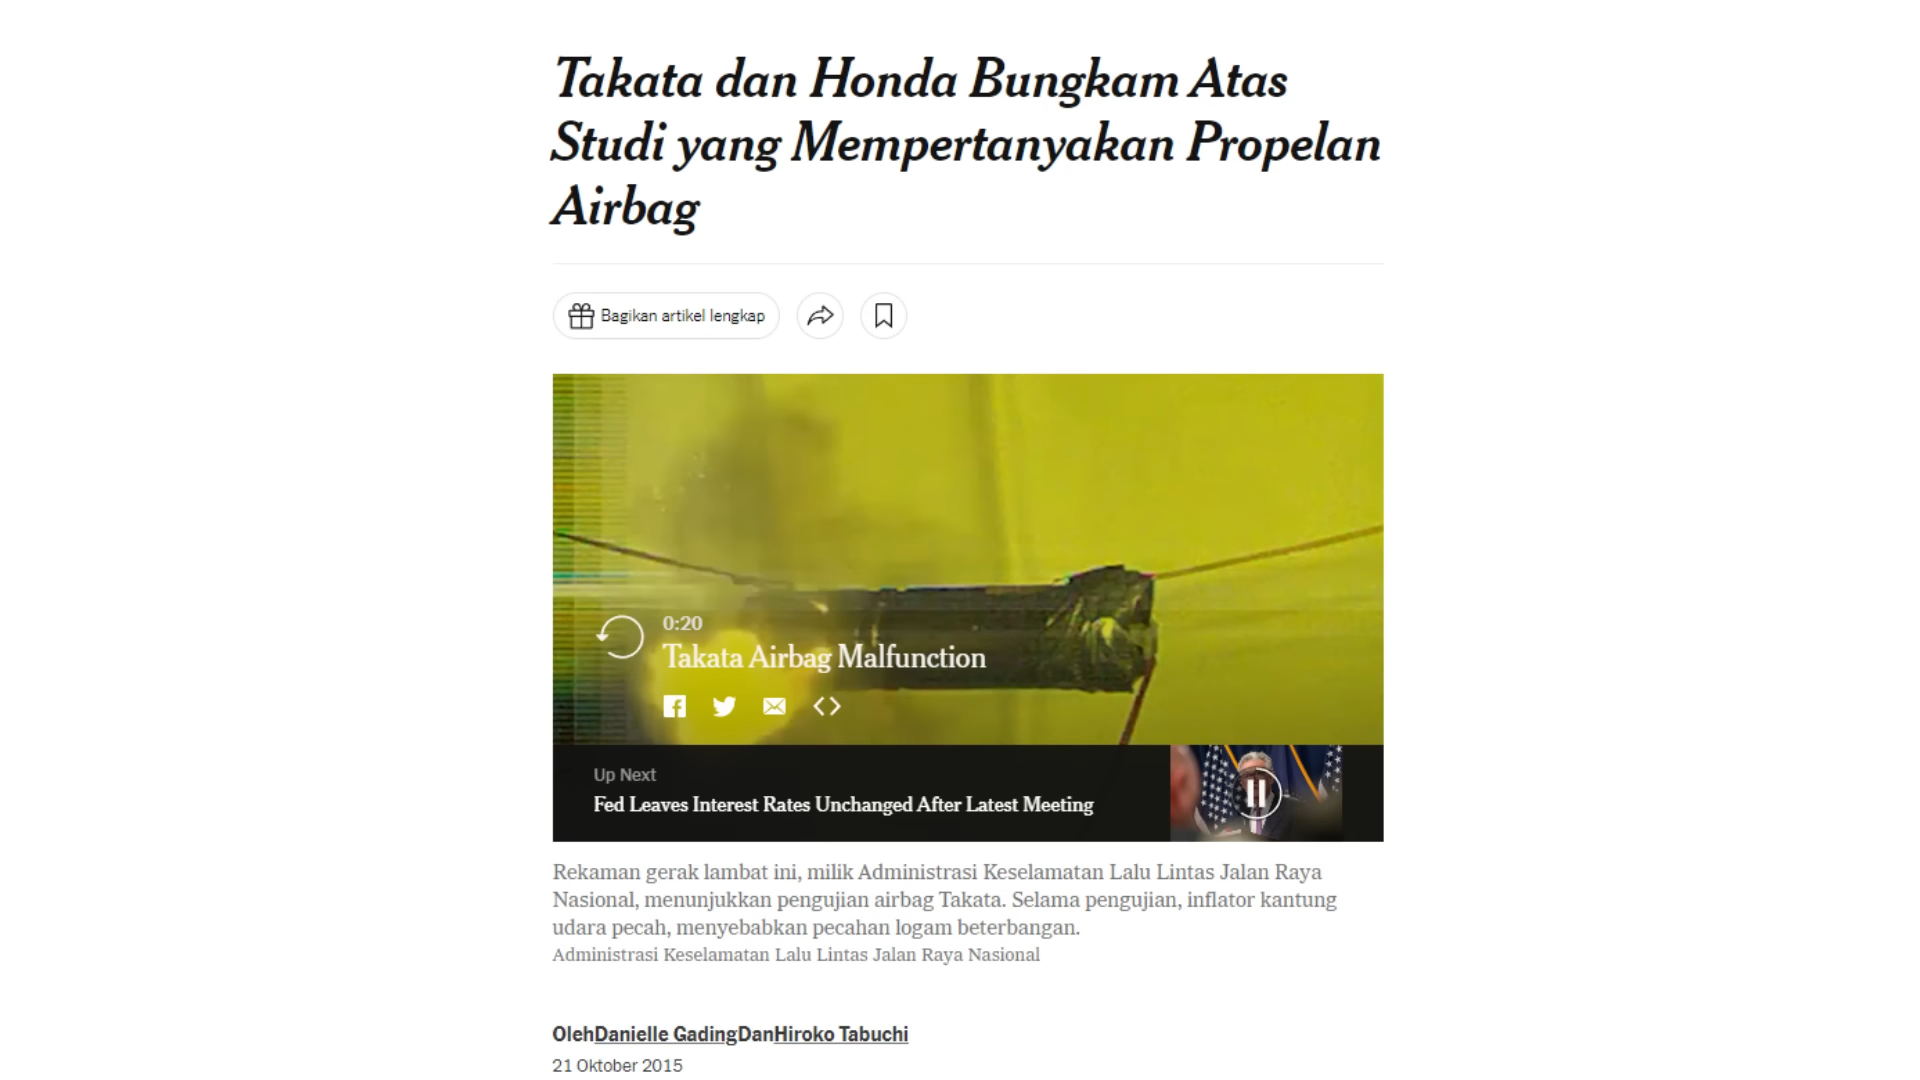 Takata dan Honda Bungkam Atas
Studi yang Mempertanyakan Propelan
Airbag
Bagikan artikel lengkap
0:20
Takata Airbag Malfunction
Up Next
Fed Leaves Interest Rates Unchanged After Latest Meeting
Rekaman gerak lambat ini, milik Administrasi Keselamatan Lalu Lintas Jalan Raya
Nasional, menunjukkan pengujian airbag Takata. Selama pengujian, inflator kantung
udara pecah, menyebabkan pecahan logam beterbangan.
Administrasi Keselamatan Lalu Lintas Jalan Raya Nasional
OlehDanielle GadingDanHiroko Tabuchi
21 Oktober 2015